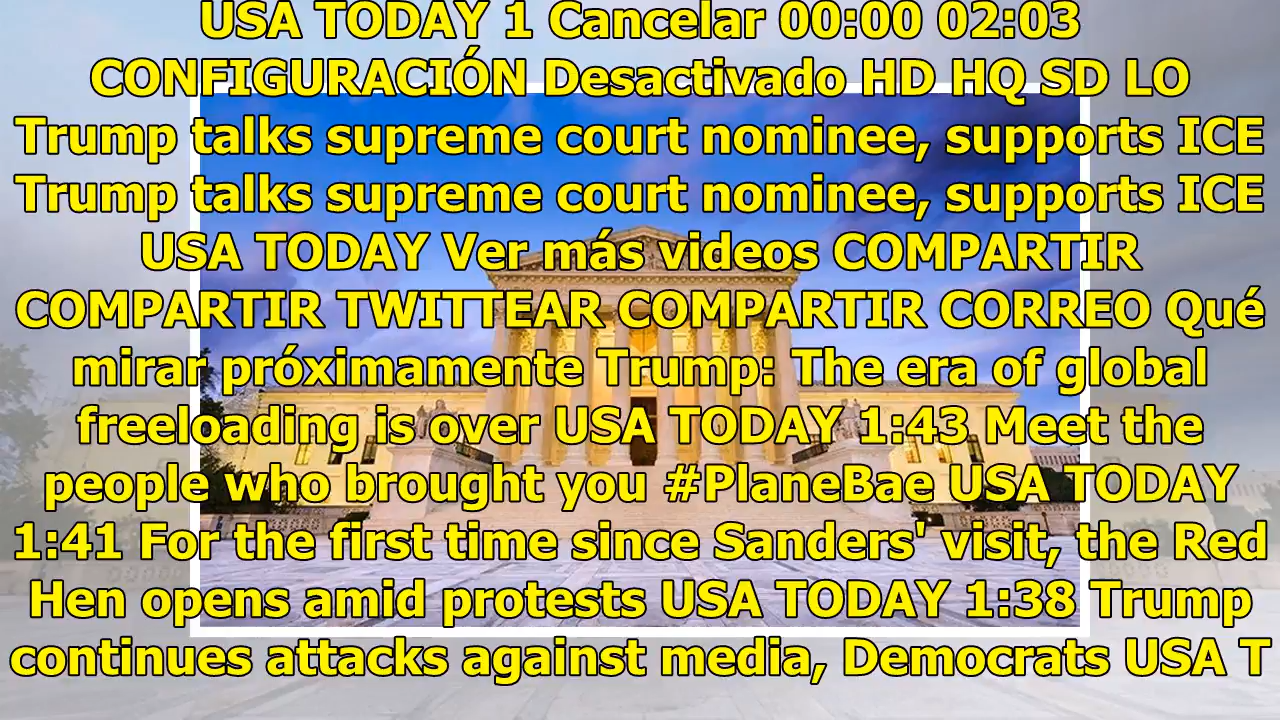 USA TODAY 1 Cancelar 00:00 02:03
CONFIGURACIÓN Desactivado HD HQ SD LO
Trump talks supreme court nominee, supports ICE
Trump talks supreme court nominee, supports ICE
USA TODAY Ver más videos COMPARTIR
COMPARTIR TWITTEAR COMPARTIR CORREO Qué
mirar próximamente Trump: The era of global
freeloading is over USA TODAY 1:43 Meet the
people who brought you #PlaneBae USA TODAY
1:41 For the first time since Sanders' visit, the Red
Hen opens amid protests USA TODAY 1:38 Trump
continues attacks against media, Democrats USA T